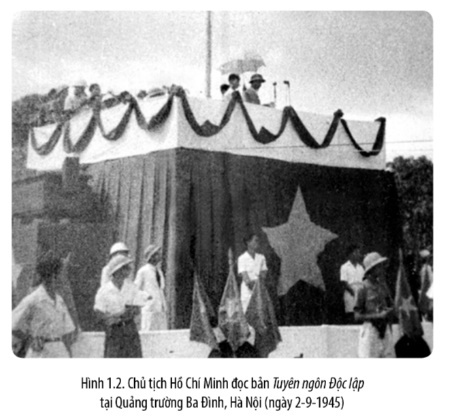 Hình 1.2. Chủ tịch Hồ Chí Minh đọc bản Tuyên ngôn Độc lập
tại Quảng trường Ba Đình, Hà Nội (ngày 2-9-1945)